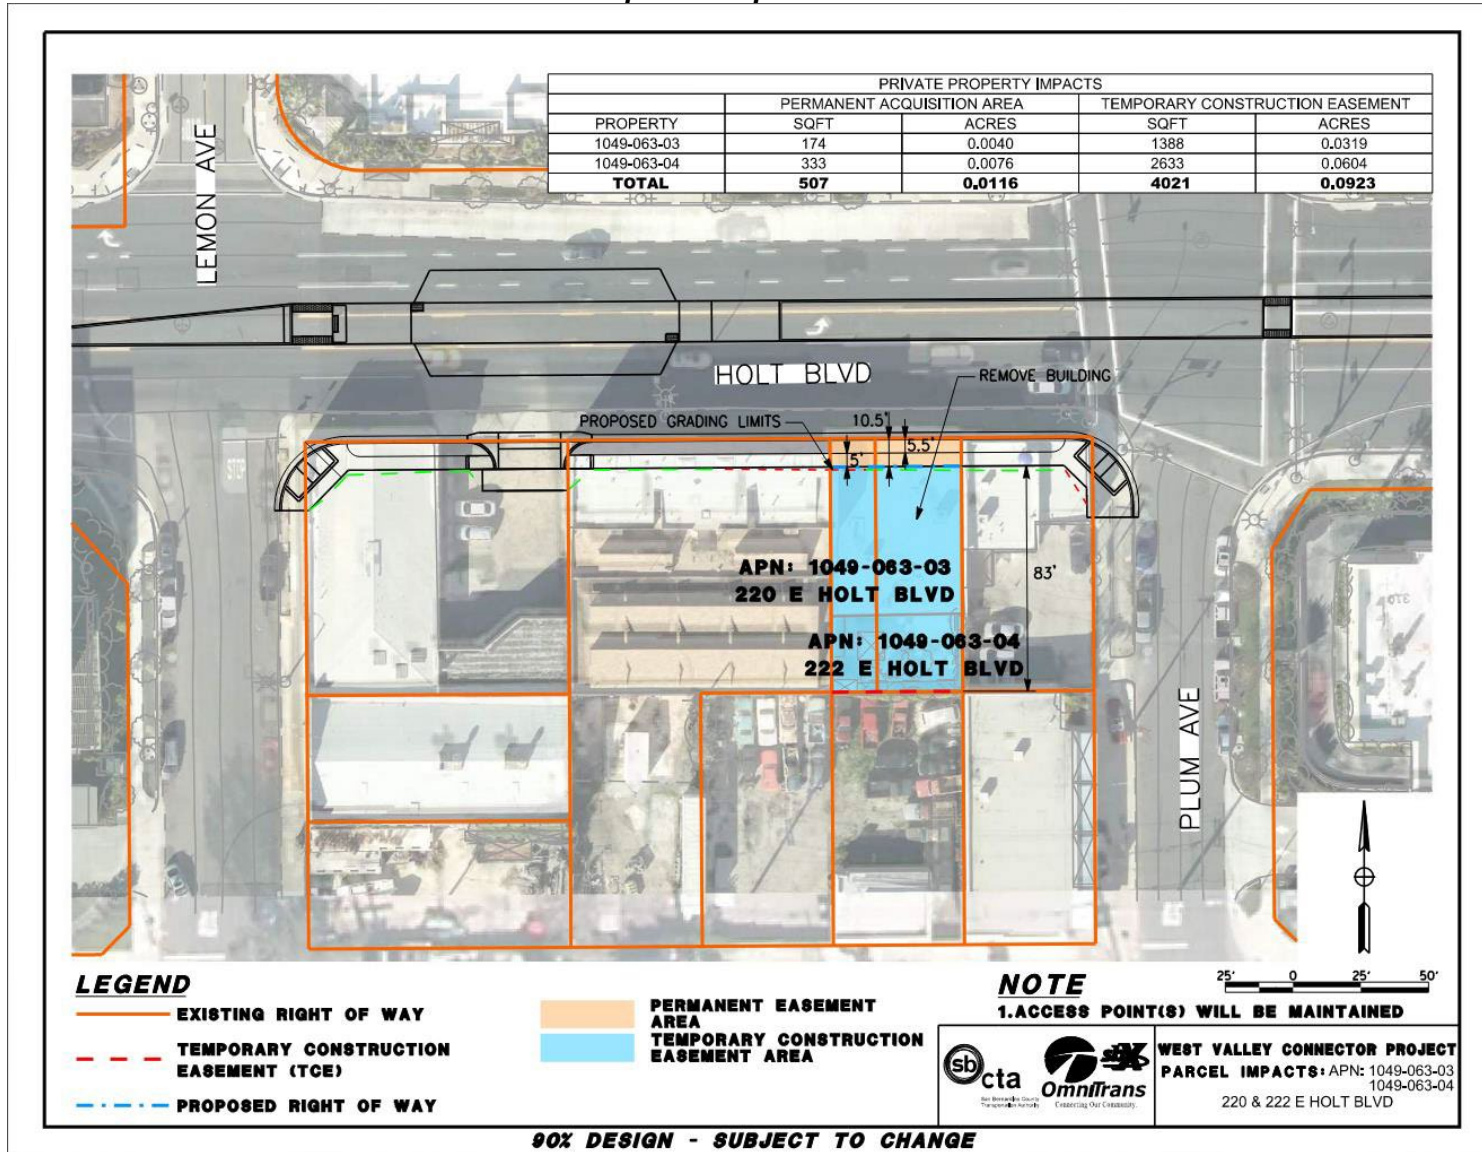 PRIVATE PROPERTY IMPACTS
PERMANENT ACQUISITION AREA TEMPORARY CONSTRUCTION EASEMENT
PROPERTY SQFT ACRES SQFT ACRES
1049-063-03 174 0.0040 1388 0.0319
1049-063-04 333 0.0076 2633 0.0604
TOTAL 507 0.0116 4021 0.0923
LEMON AVE
HOLT BLVD
REMOVE BUILDING
PROPOSED GRADING LIMITS
10.5'
5.5'
5'
STOP
APN: 1049-063-03
220 E HOLT BLVD
83'
APN: 1049-063-04
222 E HOLT BLVD
PLUM AVE
LEGEND
EXISTING RIGHT OF WAY
TEMPORARY CONSTRUCTION
EASEMENT (TCE)
PROPOSED RIGHT OF WAY
PERMANENT EASEMENT
AREA
TEMPORARY CONSTRUCTION
EASEMENT AREA
NOTE
25' 0 25' 50'
1.ACCESS POINT(S) WILL BE MAINTAINED
sb
cta
San Bernardino County
Transportation Authority
sbX
OmniTrans
Connecting Our Community.
WEST VALLEY CONNECTOR PROJECT
PARCEL IMPACTS: APN: 1049-063-03
1049-063-04
220 & 222 E HOLT BLVD
90% DESIGN - SUBJECT TO CHANGE